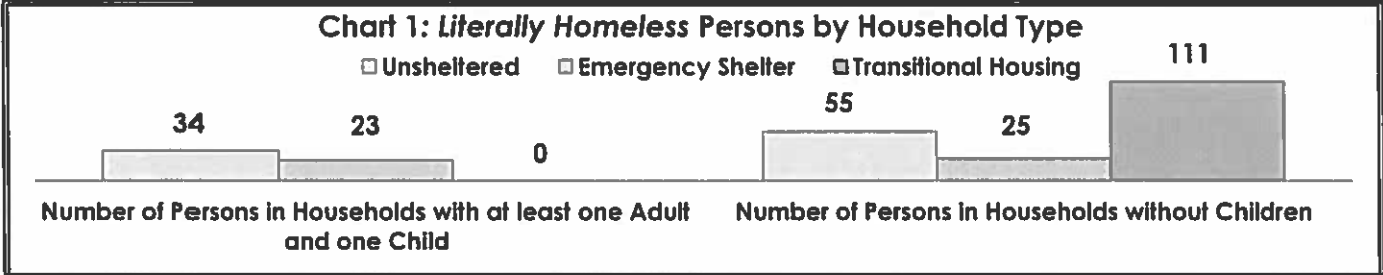 Chart 1: Literally Homeless Persons by Household Type
Unsheltered Emergency Shelter Transitional Housing
34 23 0 55 25 111
Number of Persons in Households with at least one Adult
and one Child
Number of Persons in Households without Children